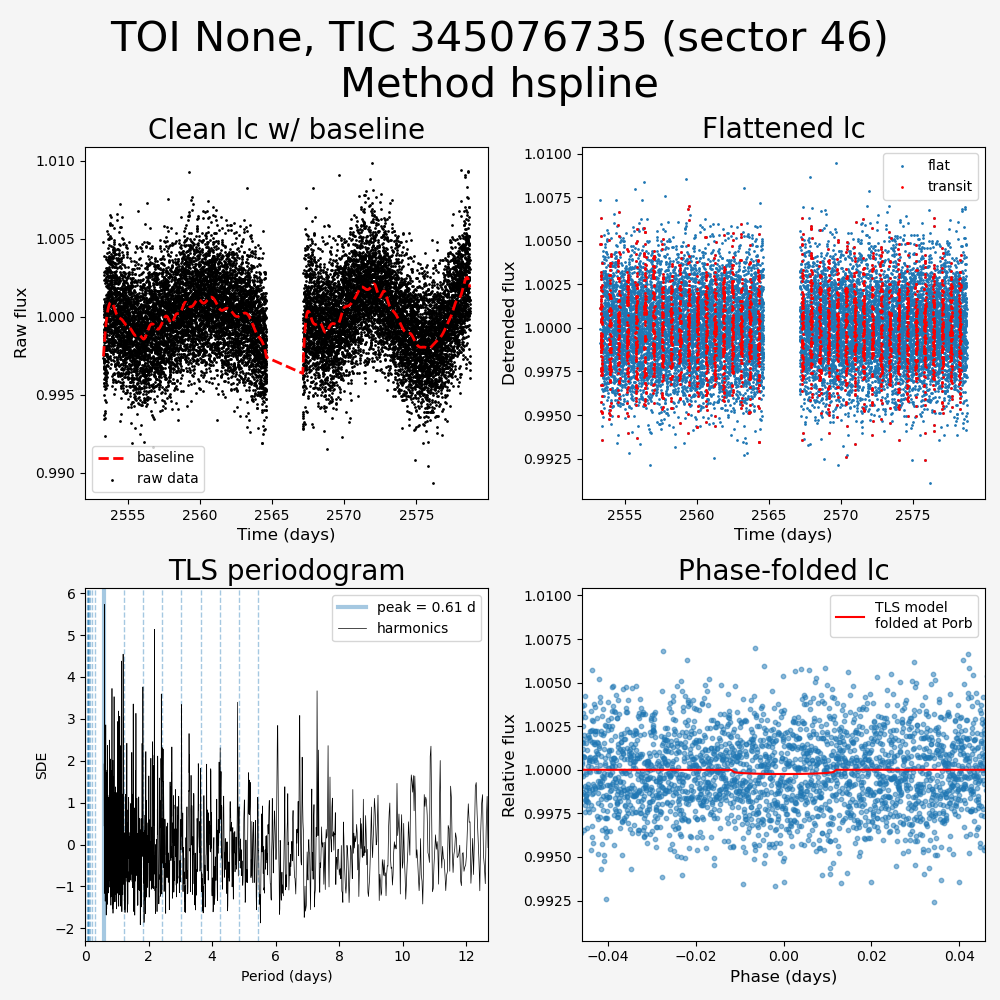 TOI None, TIC 345076735 (sector 46)
Method hspline
Clean lc w/ baseline
1.010
1.005
1.000
0.995
0.990
Raw flux
baseline
raw data
2555
2560
2565
2570
2575
Time (days)
Flattened lc
1.0100
1.0075
1.0050
1.0025
1.0000
0.9975
0.9950
0.9925
Detrended flux
flat
transit
2555
2560
2565
2570
2575
Time (days)
TLS periodogram
6
5
4
3
2
1
0
−1
−2
SDE
peak = 0.61 d
harmonics
0
2
4
6
8
10
12
Period (days)
Phase-folded lc
1.0100
1.0075
1.0050
1.0025
1.0000
0.9975
0.9950
0.9925
Relative flux
TLS model
folded at Porb
−0.04
−0.02
0.00
0.02
0.04
Phase (days)